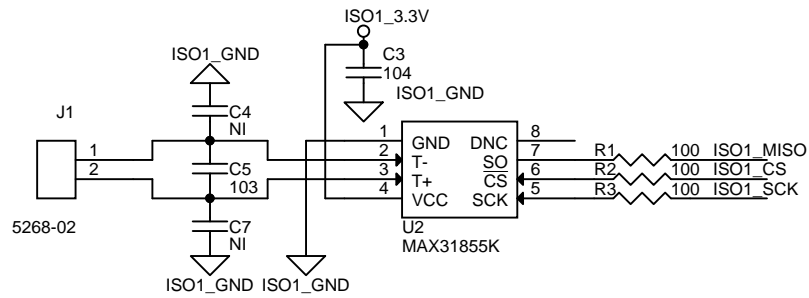 ISO1_3.3V
ISO1_GND
C3
104
ISO1_GND
J1
C4
NI
1
2
C5
103
5268-02
C7
NI
ISO1_GND
ISO1_GND
1 GND DNC 8
2 T- SO 7 R1 100 ISO1_MISO
3 T+ CS 6 R2 100 ISO1_CS
4 VCC SCK 5 R3 100 ISO1_SCK
U2
MAX31855K